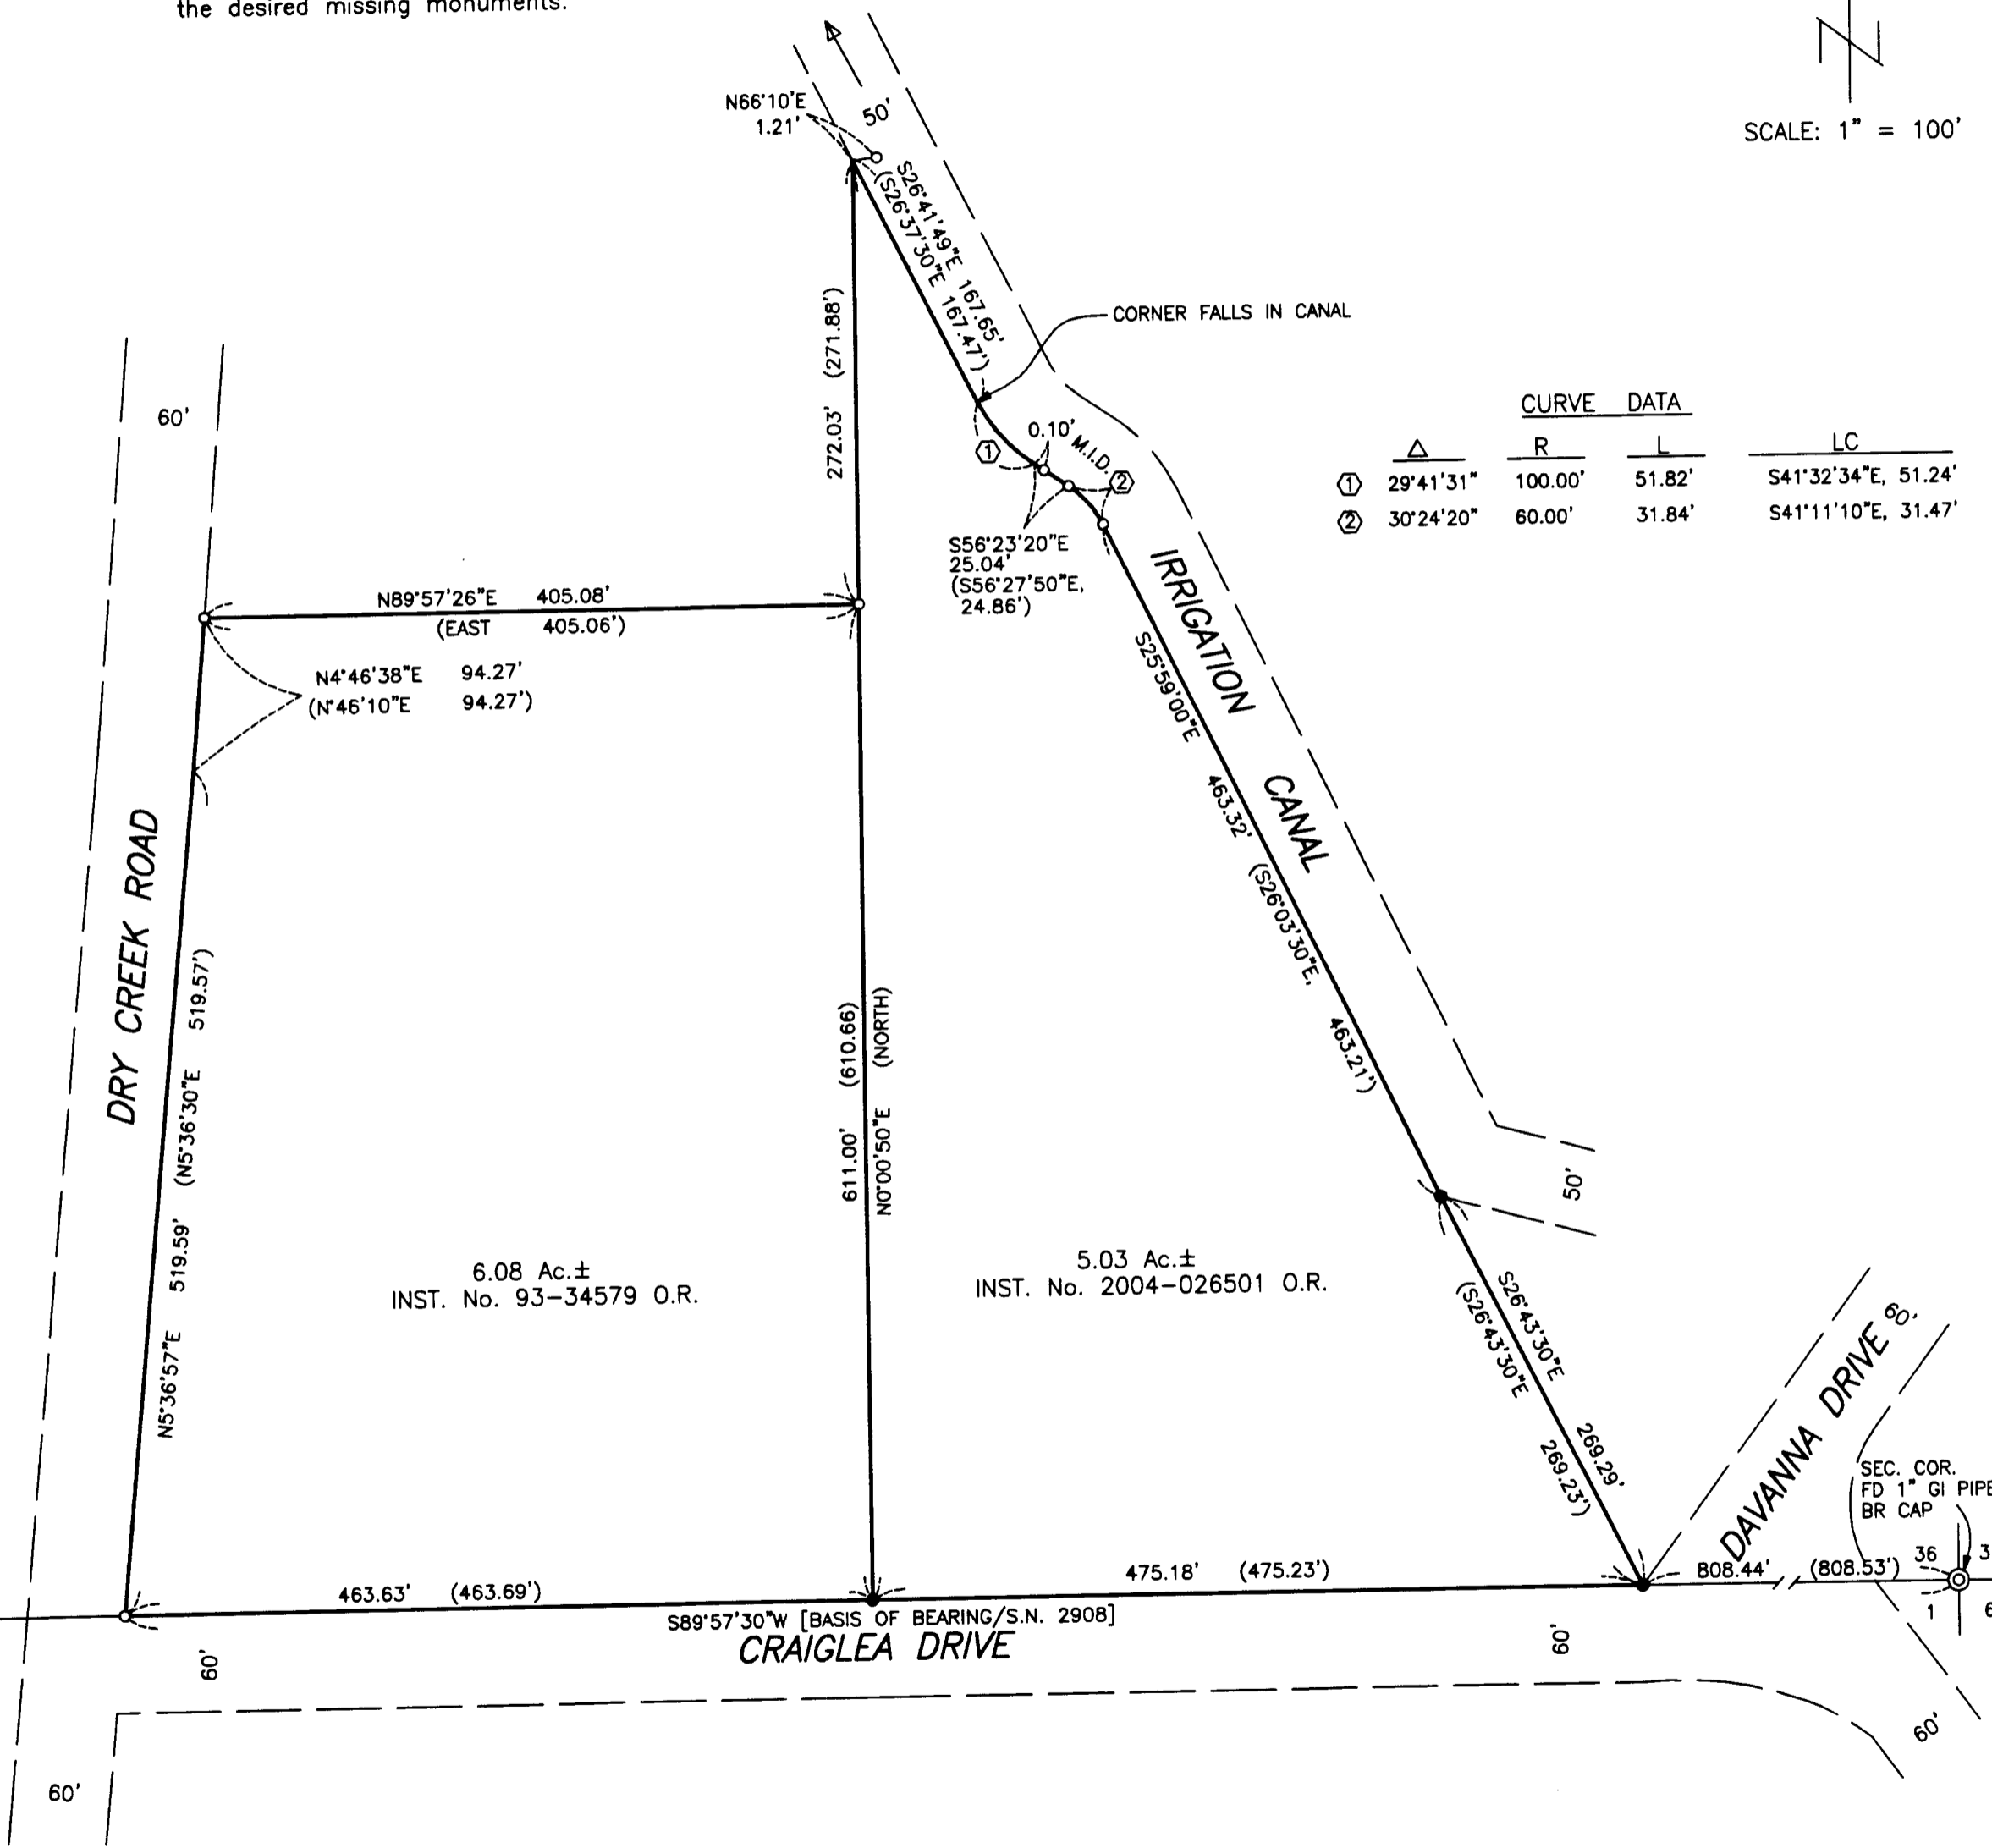 the desired missing monuments.
SCALE: 1" = 100'
N66°10'E
1.21'
50'
S26°41'49"E 167.65'
(S26°37'30"E 167.47')
272.03' (271.88')
CORNER FALLS IN CANAL
60'
CURVE DATA
Δ R L LC
1 29°41'31" 100.00' 51.82' S41°32'34"E, 51.24'
2 30°24'20" 60.00' 31.84' S41°11'10"E, 31.47'
0.10'
M.I.D.
1
2
S56°23'20"E
25.04'
(S56°27'50"E,
24.86')
IRRIGATION CANAL
N89°57'26"E 405.08'
(EAST 405.06')
N4°46'38"E 94.27'
(N°46'10"E 94.27')
S25°59'00"E 463.32' (S26°03'30"E, 463.21')
DRY CREEK ROAD
N5°36'57"E 519.59' (N5°36'30"E 519.57')
611.00' (610.66)
N0°00'50"E (NORTH)
50'
6.08 Ac.±
INST. No. 93-34579 O.R.
5.03 Ac.±
INST. No. 2004-026501 O.R.
S26°43'30"E 269.29'
(S26°43'30"E 269.23')
DAVANNA DRIVE
60'
SEC. COR.
FD 1" GI PIPE
BR CAP
36 3
1 6
463.63' (463.69')
475.18' (475.23')
808.44' (808.53')
S89°57'30"W [BASIS OF BEARING/S.N. 2908]
CRAIGLEA DRIVE
60'
60'
60'
60'